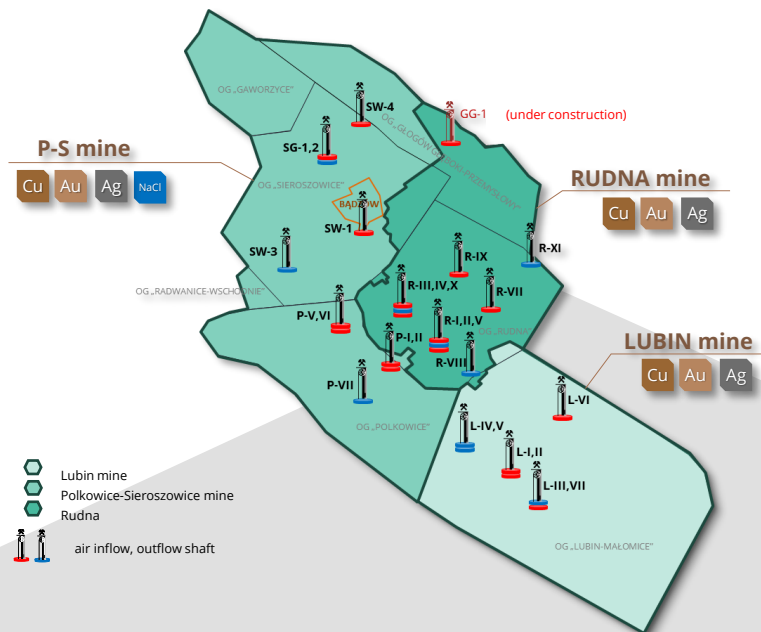 OG „GAWORZYCE”
SW-4
GG-1 (under construction)
OG „GŁOGÓW GŁĘBOKI-PRZEMYSŁOWY”
SG-1,2
P-S mine
Cu Au Ag NaCl
OG „SIEROSZOWICE”
BĄDZÓW
SW-1
RUDNA mine
Cu Au Ag
R-XI
SW-3
R-IX
R-III,IV,X
R-VII
OG „RADWANICE-WSCHODNIE”
P-V,VI
R-I,II,V
OG „RUDNA”
P-I,II
R-VIII
LUBIN mine
Cu Au Ag
P-VII
L-VI
OG „POLKOWICE”
L-IV,V
L-I,II
L-III,VII
OG „LUBIN-MAŁOMICE”
Lubin mine
Polkowice-Sieroszowice mine
Rudna
air inflow, outflow shaft